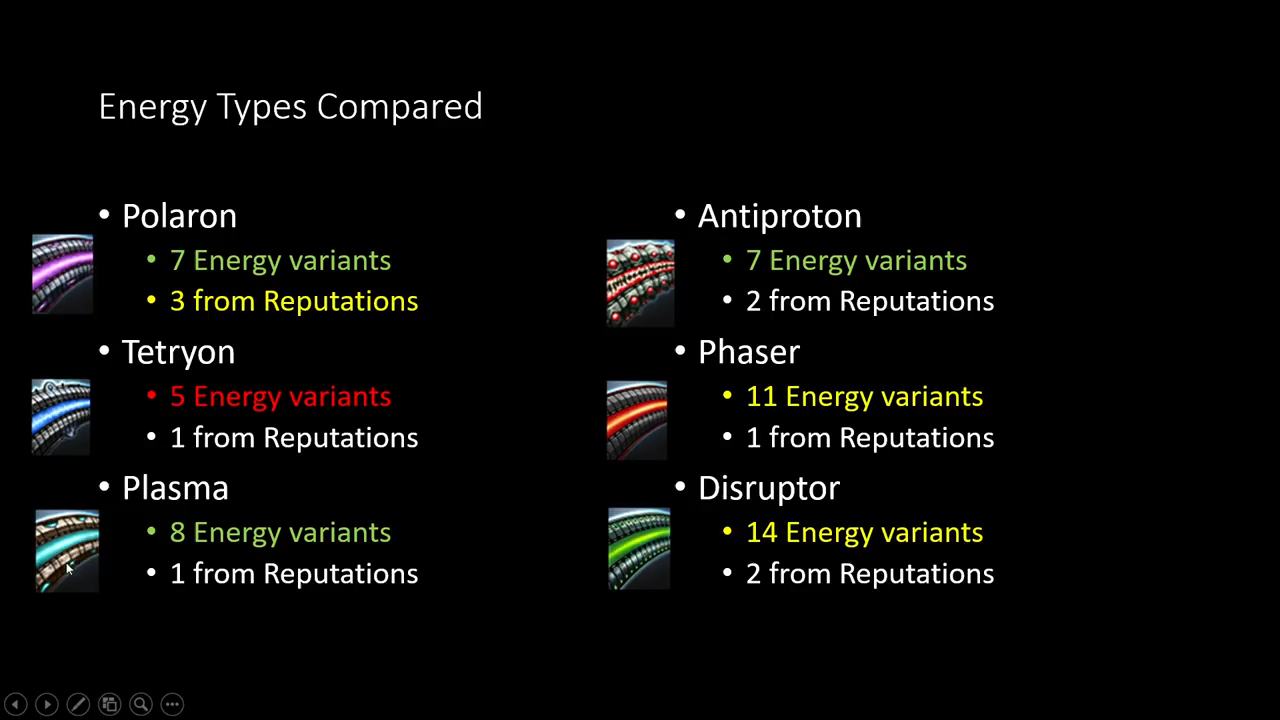 Energy Types Compared
• Polaron
• 7 Energy variants
• 3 from Reputations
• Tetryon
• 5 Energy variants
• 1 from Reputations
• Plasma
• 8 Energy variants
• 1 from Reputations
• Antiproton
• 7 Energy variants
• 2 from Reputations
• Phaser
• 11 Energy variants
• 1 from Reputations
• Disruptor
• 14 Energy variants
• 2 from Reputations